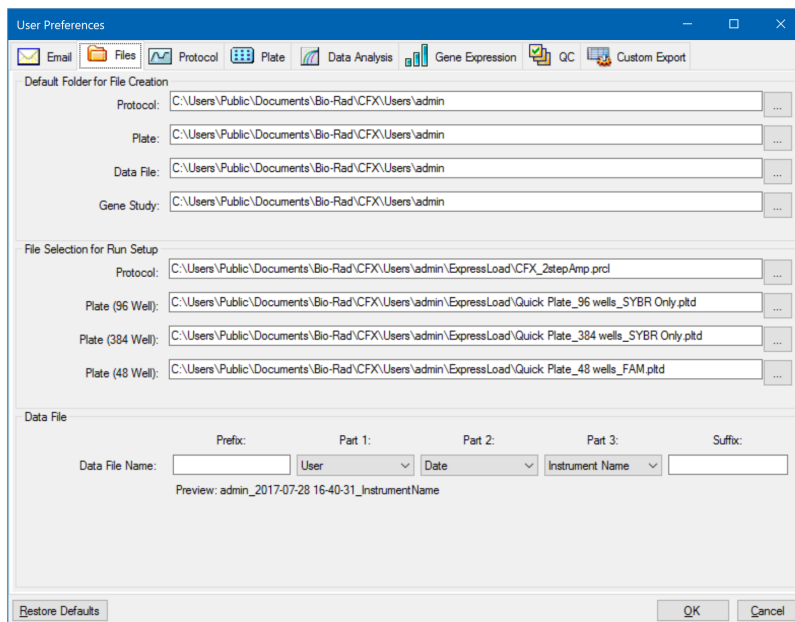 User Preferences
Email Files Protocol Plate Data Analysis Gene Expression QC Custom Export
Default Folder for File Creation
Protocol: C:\Users\Public\Documents\Bio-Rad\CFX\Users\admin ...
Plate: C:\Users\Public\Documents\Bio-Rad\CFX\Users\admin ...
Data File: C:\Users\Public\Documents\Bio-Rad\CFX\Users\admin ...
Gene Study: C:\Users\Public\Documents\Bio-Rad\CFX\Users\admin ...
File Selection for Run Setup
Protocol: C:\Users\Public\Documents\Bio-Rad\CFX\Users\admin\ExpressLoad\CFX_2stepAmp.prcl ...
Plate (96 Well): C:\Users\Public\Documents\Bio-Rad\CFX\Users\admin\ExpressLoad\Quick Plate_96 wells_SYBR Only.pltd ...
Plate (384 Well): C:\Users\Public\Documents\Bio-Rad\CFX\Users\admin\ExpressLoad\Quick Plate_384 wells_SYBR Only.pltd ...
Plate (48 Well): C:\Users\Public\Documents\Bio-Rad\CFX\Users\admin\ExpressLoad\Quick Plate_48 wells_FAM.pltd ...
Data File
Prefix: Part 1: Part 2: Part 3: Suffix:
Data File Name: User Date Instrument Name
Preview: admin_2017-07-28 16-40-31_InstrumentName
Restore Defaults OK Cancel